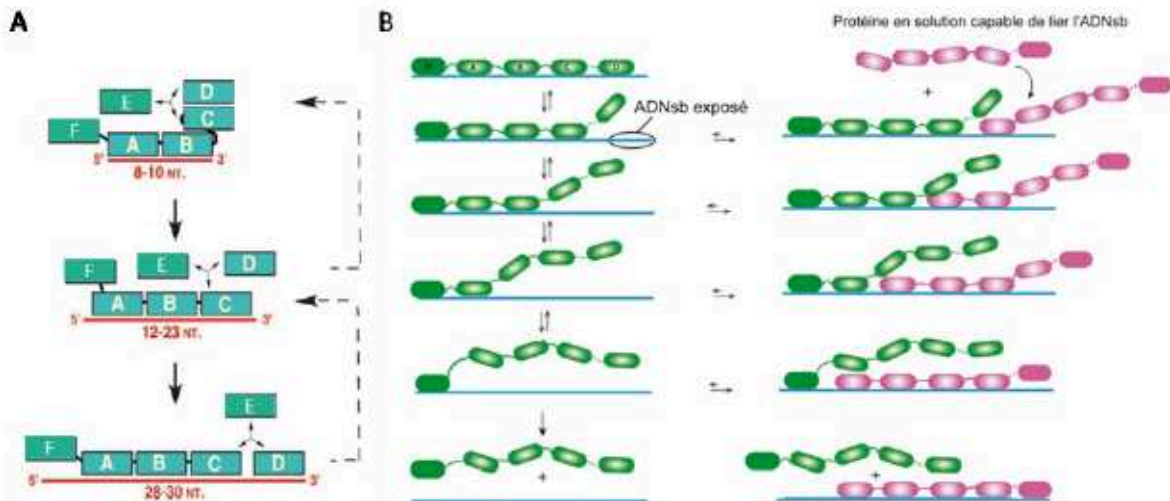 A
E
D
C
F
A
B
5'
3'
8-10 NT.
F
E
D
A
B
C
5'
3'
12-23 NT.
E
F
A
B
C
D
5'
3'
28-30 NT.
B
Protéine en solution capable de lier l'ADNsb
A
C
D
ADNsb exposé
+
+
+